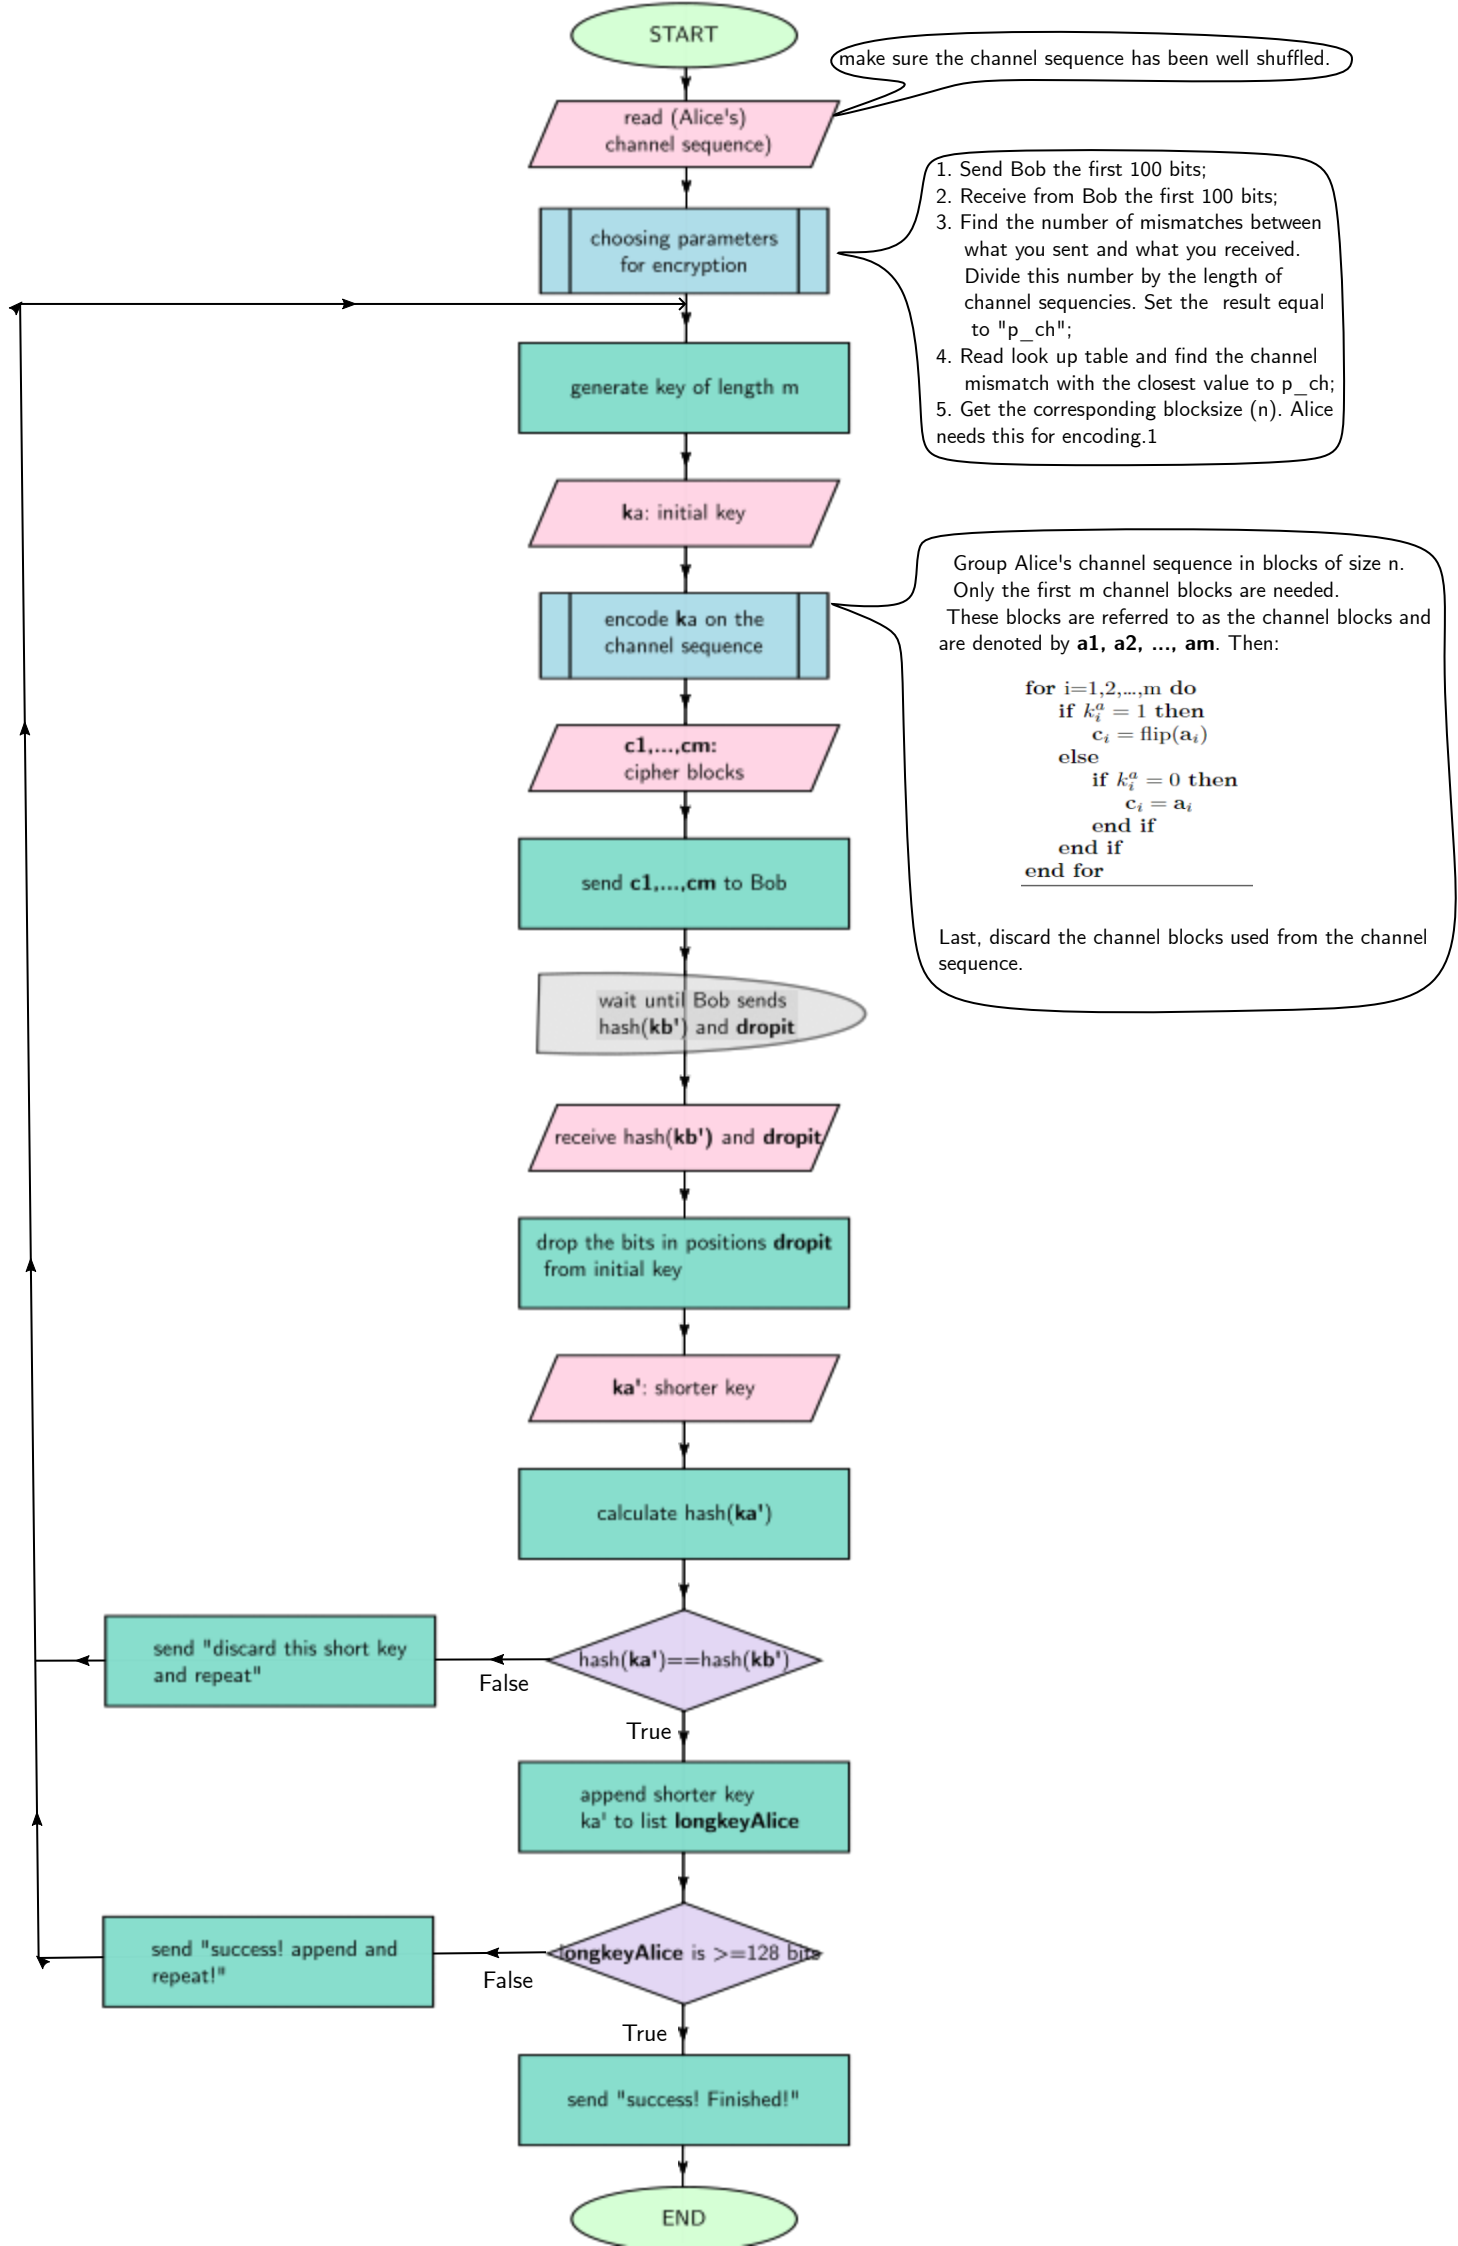 START
make sure the channel sequence has been well shuffled.
read (Alice's)
channel sequence)
choosing parameters
for encryption
1. Send Bob the first 100 bits;
2. Receive from Bob the first 100 bits;
3. Find the number of mismatches between
what you sent and what you received.
Divide this number by the length of
channel sequencies. Set the result equal
to "p_ch";
4. Read look up table and find the channel
mismatch with the closest value to p_ch;
5. Get the corresponding blocksize (n). Alice
needs this for encoding.1
generate key of length m
ka: initial key
encode ka on the
channel sequence
Group Alice's channel sequence in blocks of size n.
Only the first m channel blocks are needed.
These blocks are referred to as the channel blocks and
are denoted by a1, a2, ..., am. Then:
for i=1,2,...,m do
if k_i^a = 1 then
c_i = flip(a_i)
else
if k_i^a = 0 then
c_i = a_i
end if
end if
end for
Last, discard the channel blocks used from the channel
sequence.
c1,...,cm:
cipher blocks
send c1,...,cm to Bob
wait until Bob sends
hash(kb') and dropit
receive hash(kb') and dropit
drop the bits in positions dropit
from initial key
ka': shorter key
calculate hash(ka')
hash(ka')==hash(kb')
False
send "discard this short key
and repeat"
True
append shorter key
ka' to list longkeyAlice
longkeyAlice is >=128 bits
False
send "success! append and
repeat!"
True
send "success! Finished!"
END